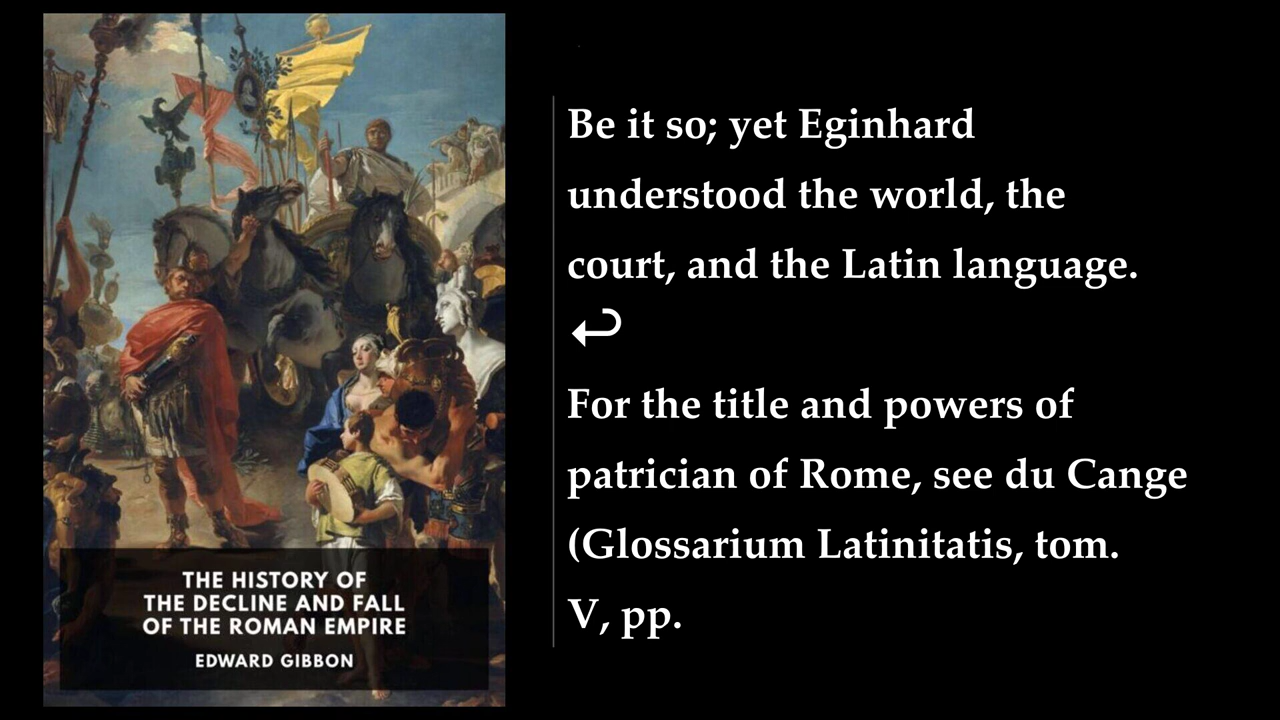 THE HISTORY OF
THE DECLINE AND FALL
OF THE ROMAN EMPIRE
EDWARD GIBBON
Be it so; yet Eginhard
understood the world, the
court, and the Latin language.
↩
For the title and powers of
patrician of Rome, see du Cange
(Glossarium Latinitatis, tom.
V, pp.